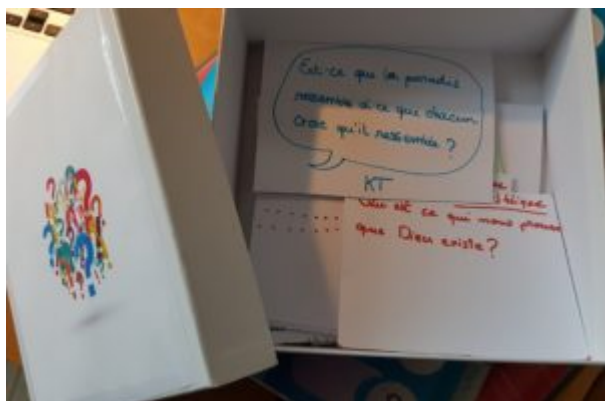 Est-ce que le paradis
ressemble à ce que chacun
croit qu'il ressemble ?
KT
Qu'est ce qui nous prouve
que Dieu existe ?